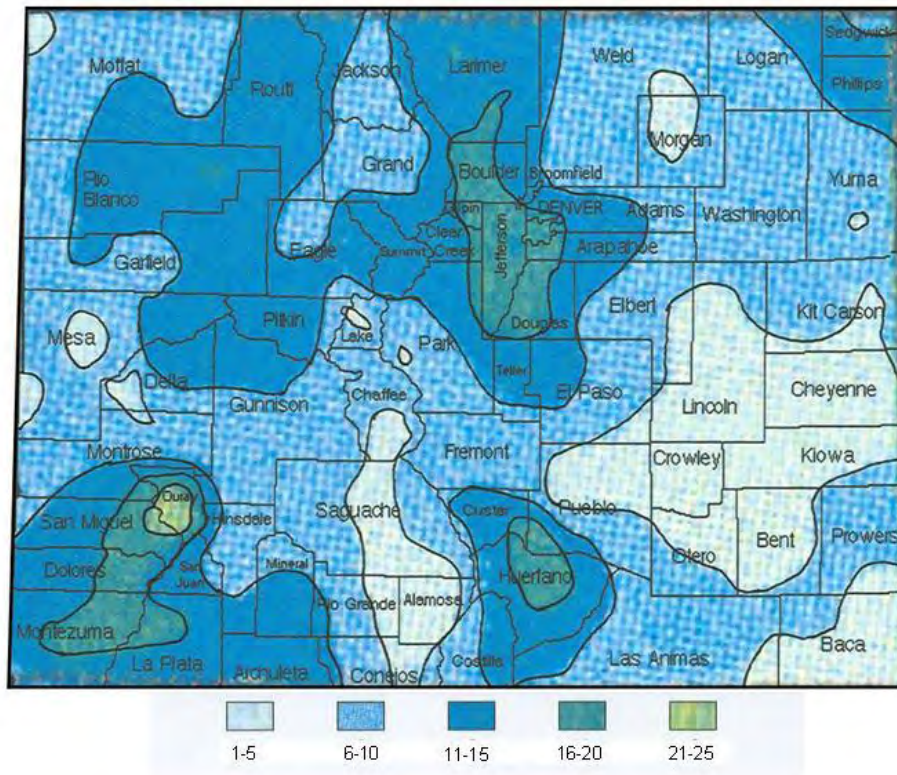 Moffat
Routt
Jackson
Larimer
Weld
Logan
Sedgwick
Phillips
Morgan
Grand
Boulder
Broomfield
Rio
Blanco
Yuma
DENVER
Adams
Washington
Cleer
Creek
Jefferson
Arapahoe
Garfield
Eagle
Summit
Elbert
Kit Carson
Pitkin
Lake
Park
Douglas
Mesa
Delta
Teller
Gunnison
Chaffee
El Paso
Lincoln
Cheyenne
Montrose
Fremont
Crowley
Kiowa
Ouray
San Miguel
Hinsdale
Saguache
Custer
Pueblo
Otero
Bent
Prowers
Dolores
San
Juan
Mineral
Huerfano
Montezuma
Rio Grande
Alamosa
La Plata
Archuleta
Conejos
Costilla
Las Animas
Baca
1-5
6-10
11-15
16-20
21-25